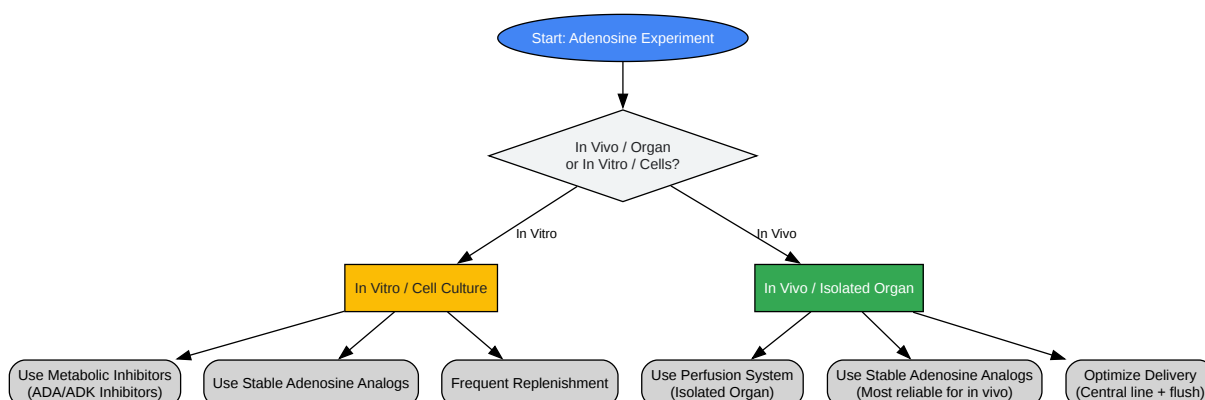 Start: Adenosine Experiment
In Vivo / Organ
or In Vitro / Cells?
In Vitro
In Vivo
In Vitro / Cell Culture
In Vivo / Isolated Organ
Use Metabolic Inhibitors
(ADA/ADK Inhibitors)
Use Stable Adenosine Analogs
Frequent Replenishment
Use Perfusion System
(Isolated Organ)
Use Stable Adenosine Analogs
(Most reliable for in vivo)
Optimize Delivery
(Central line + flush)